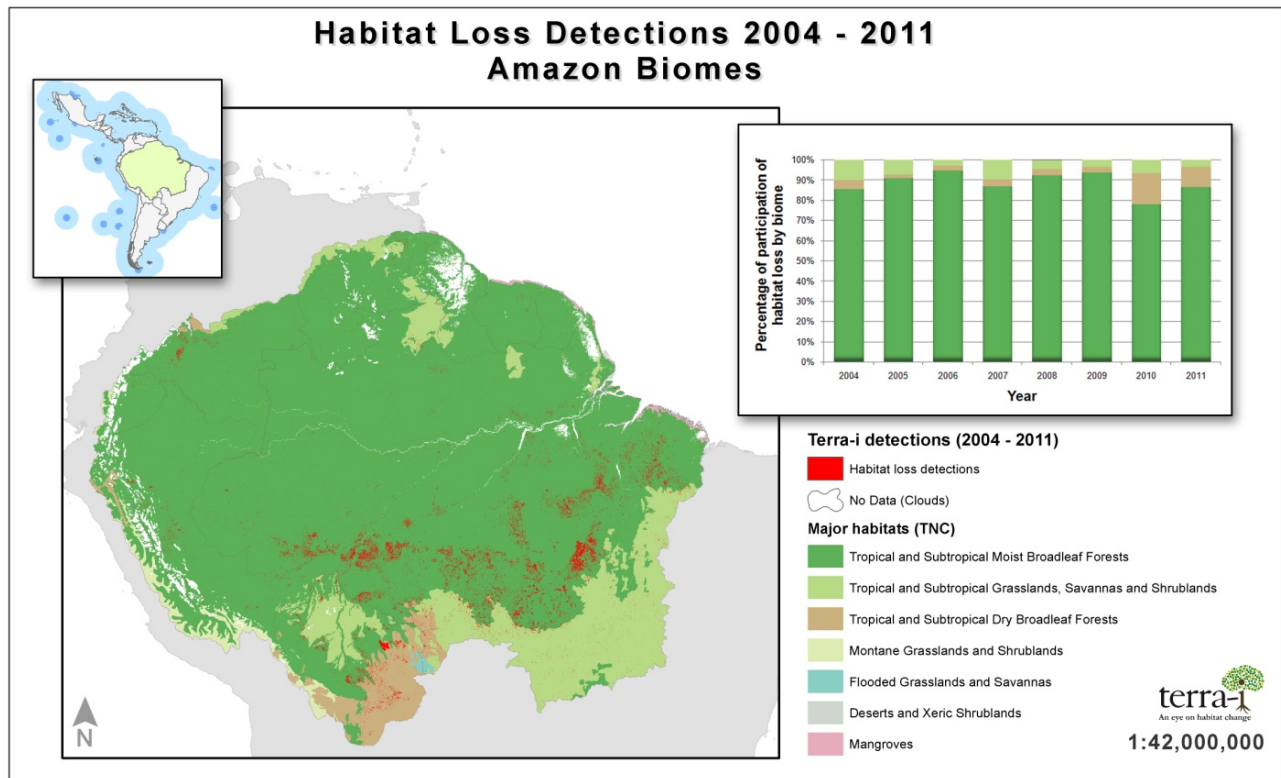 Habitat Loss Detections 2004 - 2011
Amazon Biomes
Percentage of participation of
habitat loss by biome
100%
90%
80%
70%
60%
50%
40%
30%
20%
10%
0%
2004 2005 2006 2007 2008 2009 2010 2011
Year
Terra-i detections (2004 - 2011)
Habitat loss detections
No Data (Clouds)
Major habitats (TNC)
Tropical and Subtropical Moist Broadleaf Forests
Tropical and Subtropical Grasslands, Savannas and Shrublands
Tropical and Subtropical Dry Broadleaf Forests
Montane Grasslands and Shrublands
Flooded Grasslands and Savannas
Deserts and Xeric Shrublands
Mangroves
terra-i
An eye on habitat change
1:42,000,000
N